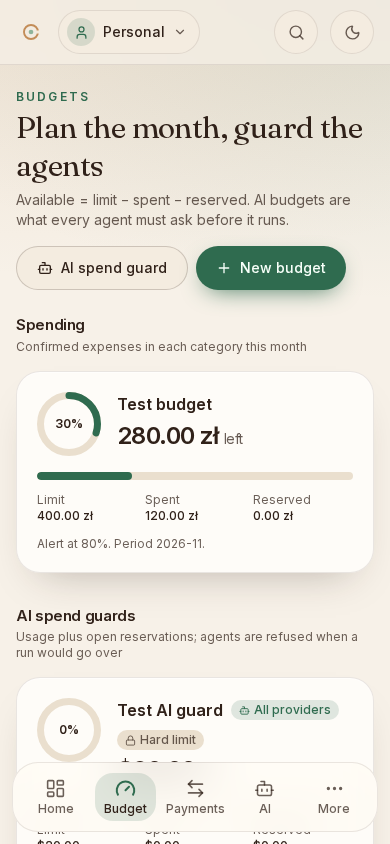 Personal
BUDGETS
Plan the month, guard the
agents
Available = limit − spent − reserved. AI budgets are
what every agent must ask before it runs.
AI spend guard
New budget
Spending
Confirmed expenses in each category this month
30%
Test budget
280.00 zł left
Limit Spent Reserved
400.00 zł 120.00 zł 0.00 zł
Alert at 80%. Period 2026-11.
AI spend guards
Usage plus open reservations; agents are refused when a
run would go over
0%
Test AI guard All providers
Hard limit
Home Budget Payments AI More
Limit Spent Reserved